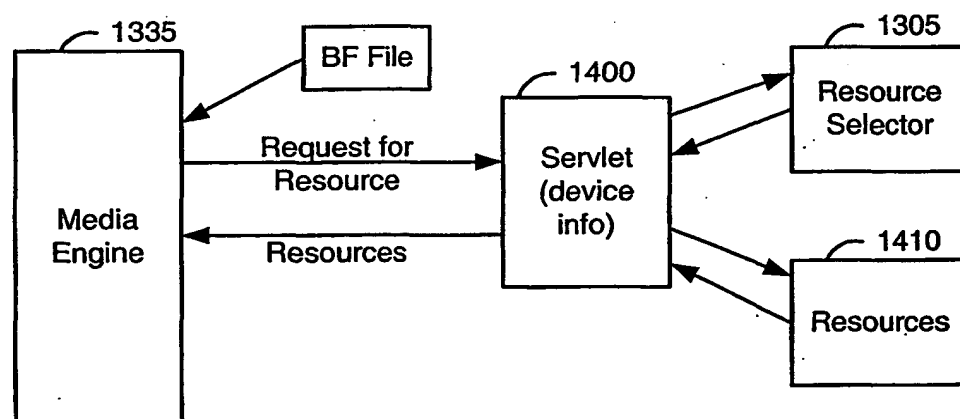 1335
BF File
1400
1305
Resource
Selector
Request for
Resource
Servlet
(device
info)
Media
Engine
Resources
1410
Resources